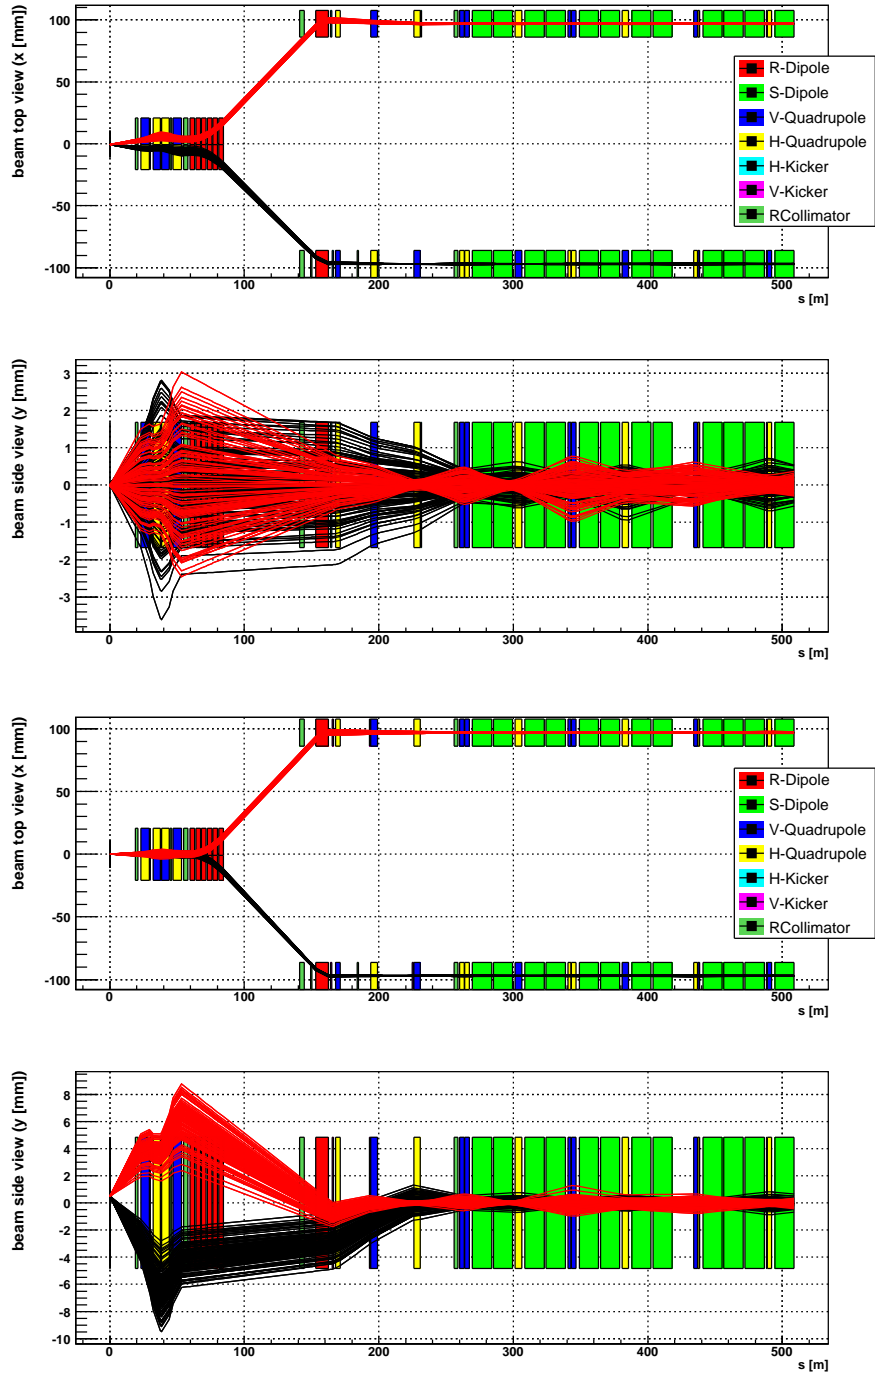 beam top view (x [mm])
100
50
0
-50
-100
0
100
200
300
400
500
s [m]
R-Dipole
S-Dipole
V-Quadrupole
H-Quadrupole
H-Kicker
V-Kicker
RCollimator
beam side view (y [mm])
3
2
1
0
-1
-2
-3
0
100
200
300
400
500
s [m]
beam top view (x [mm])
100
50
0
-50
-100
0
100
200
300
400
500
s [m]
R-Dipole
S-Dipole
V-Quadrupole
H-Quadrupole
H-Kicker
V-Kicker
RCollimator
beam side view (y [mm])
8
6
4
2
0
-2
-4
-6
-8
-10
0
100
200
300
400
500
s [m]